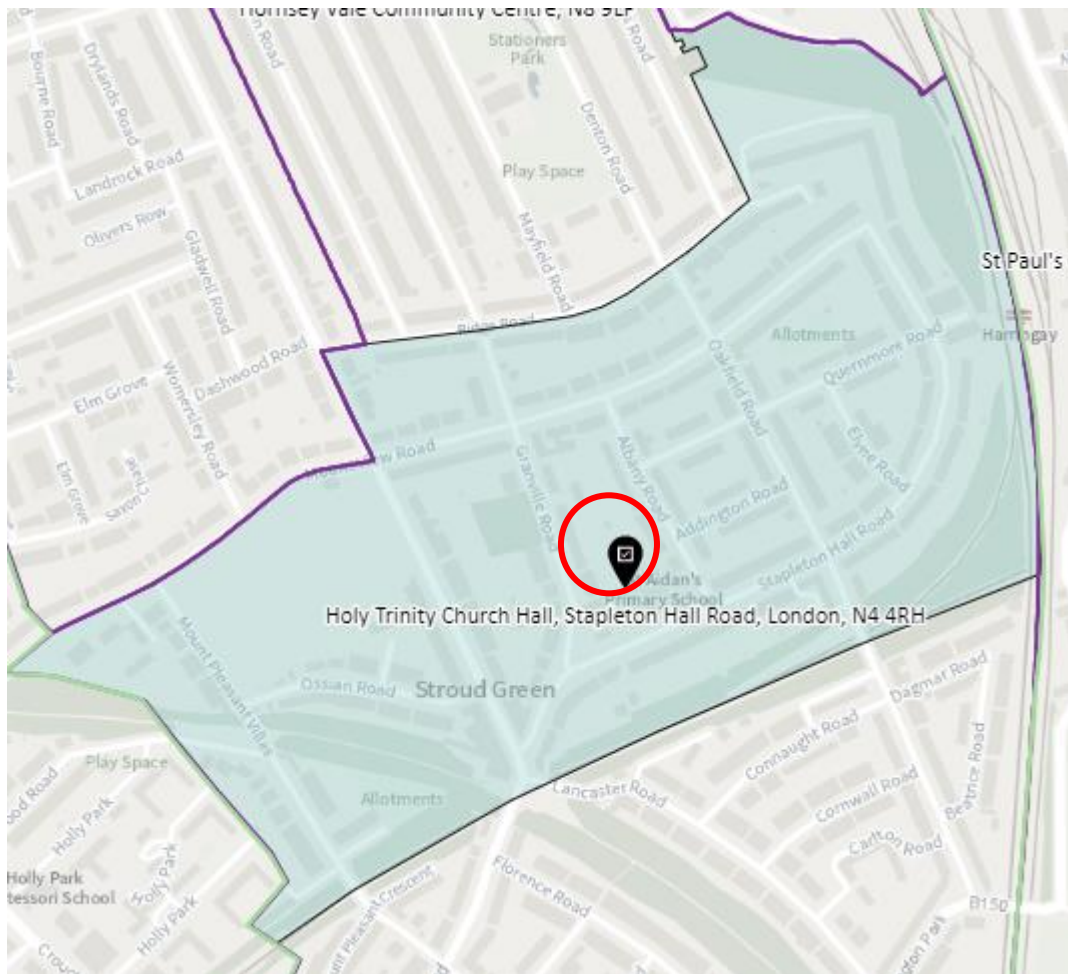 Hornsey Vale Community Centre, N8 9LP
Stationers
Park
Bourne Road
Drylands Road
Denton Road
Landrock Road
Play Space
Olivers Row
Gladwell Road
Mayfield Road
St Paul's
Ridge Road
Harringay
Allotments
Dashwood Road
Oakfield Road
Quernmore Road
Elm Grove
Womersley Road
Granville Road
Albany Road
Elyne Road
Elm Grove
Saxon Close
Addington Road
Stapleton Hall Road
Aidan's
Primary School
Holy Trinity Church Hall, Stapleton Hall Road, London, N4 4RH
Mount Pleasant Villas
Ossian Road
Stroud Green
Dagmar Road
Connaught Road
Play Space
Lancaster Road
Beatrice Road
Cornwall Road
Allotments
Holly Park
Carlton Road
Holly Park
Holly Park
Florence Road
Mount Pleasant Crescent
B150